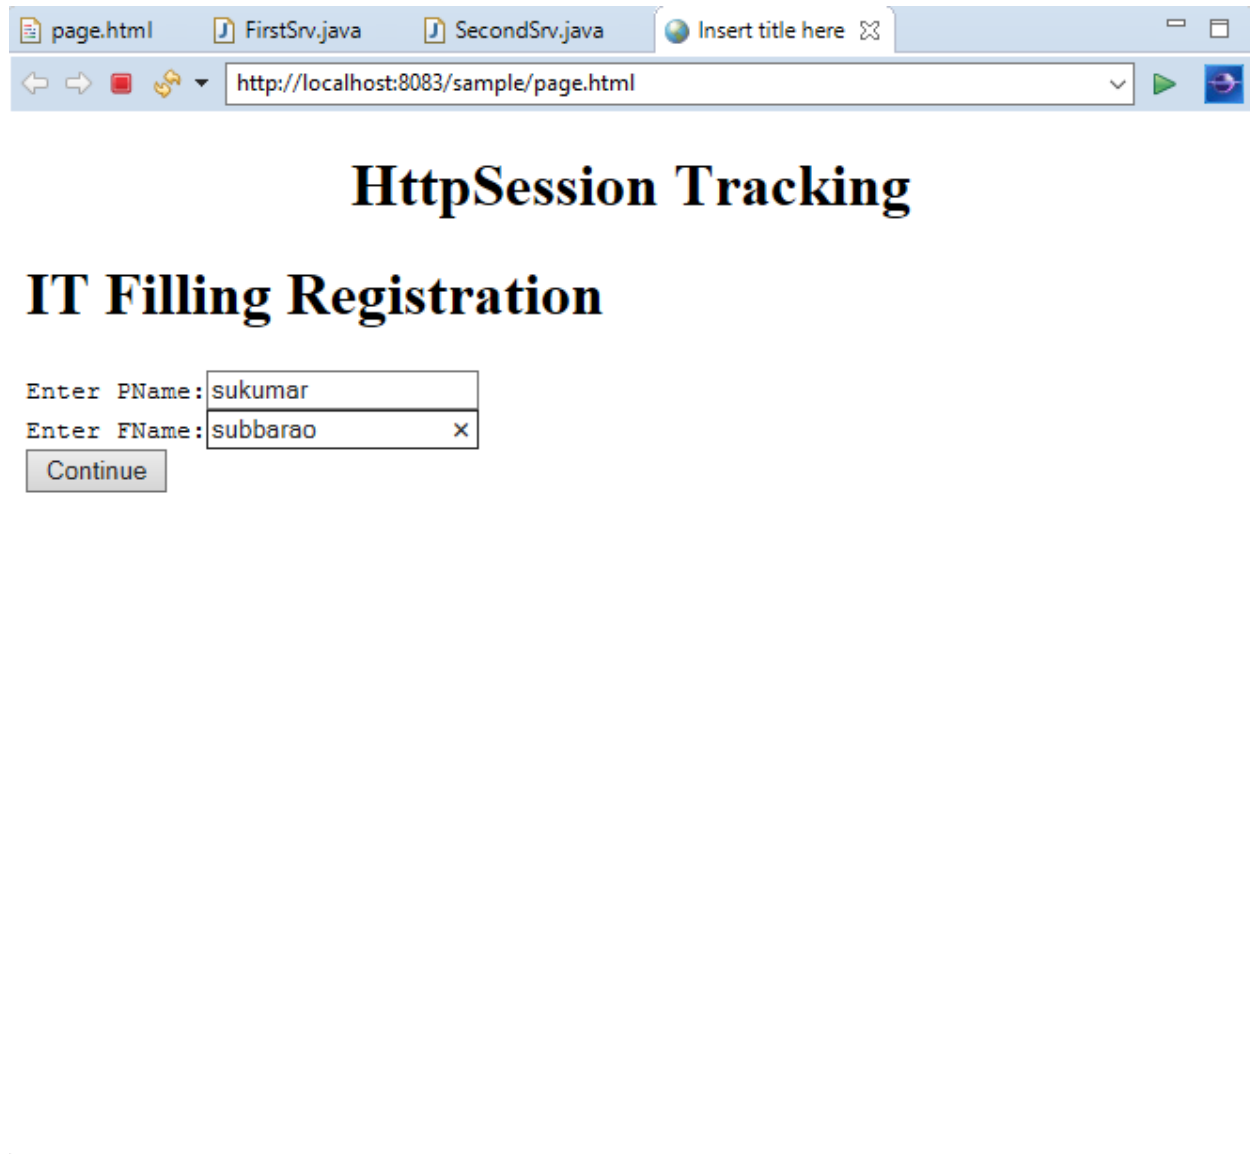 page.html FirstSrv.java SecondSrv.java Insert title here
http://localhost:8083/sample/page.html
HttpSession Tracking
IT Filling Registration
Enter PName: sukumar
Enter FName: subbarao
Continue